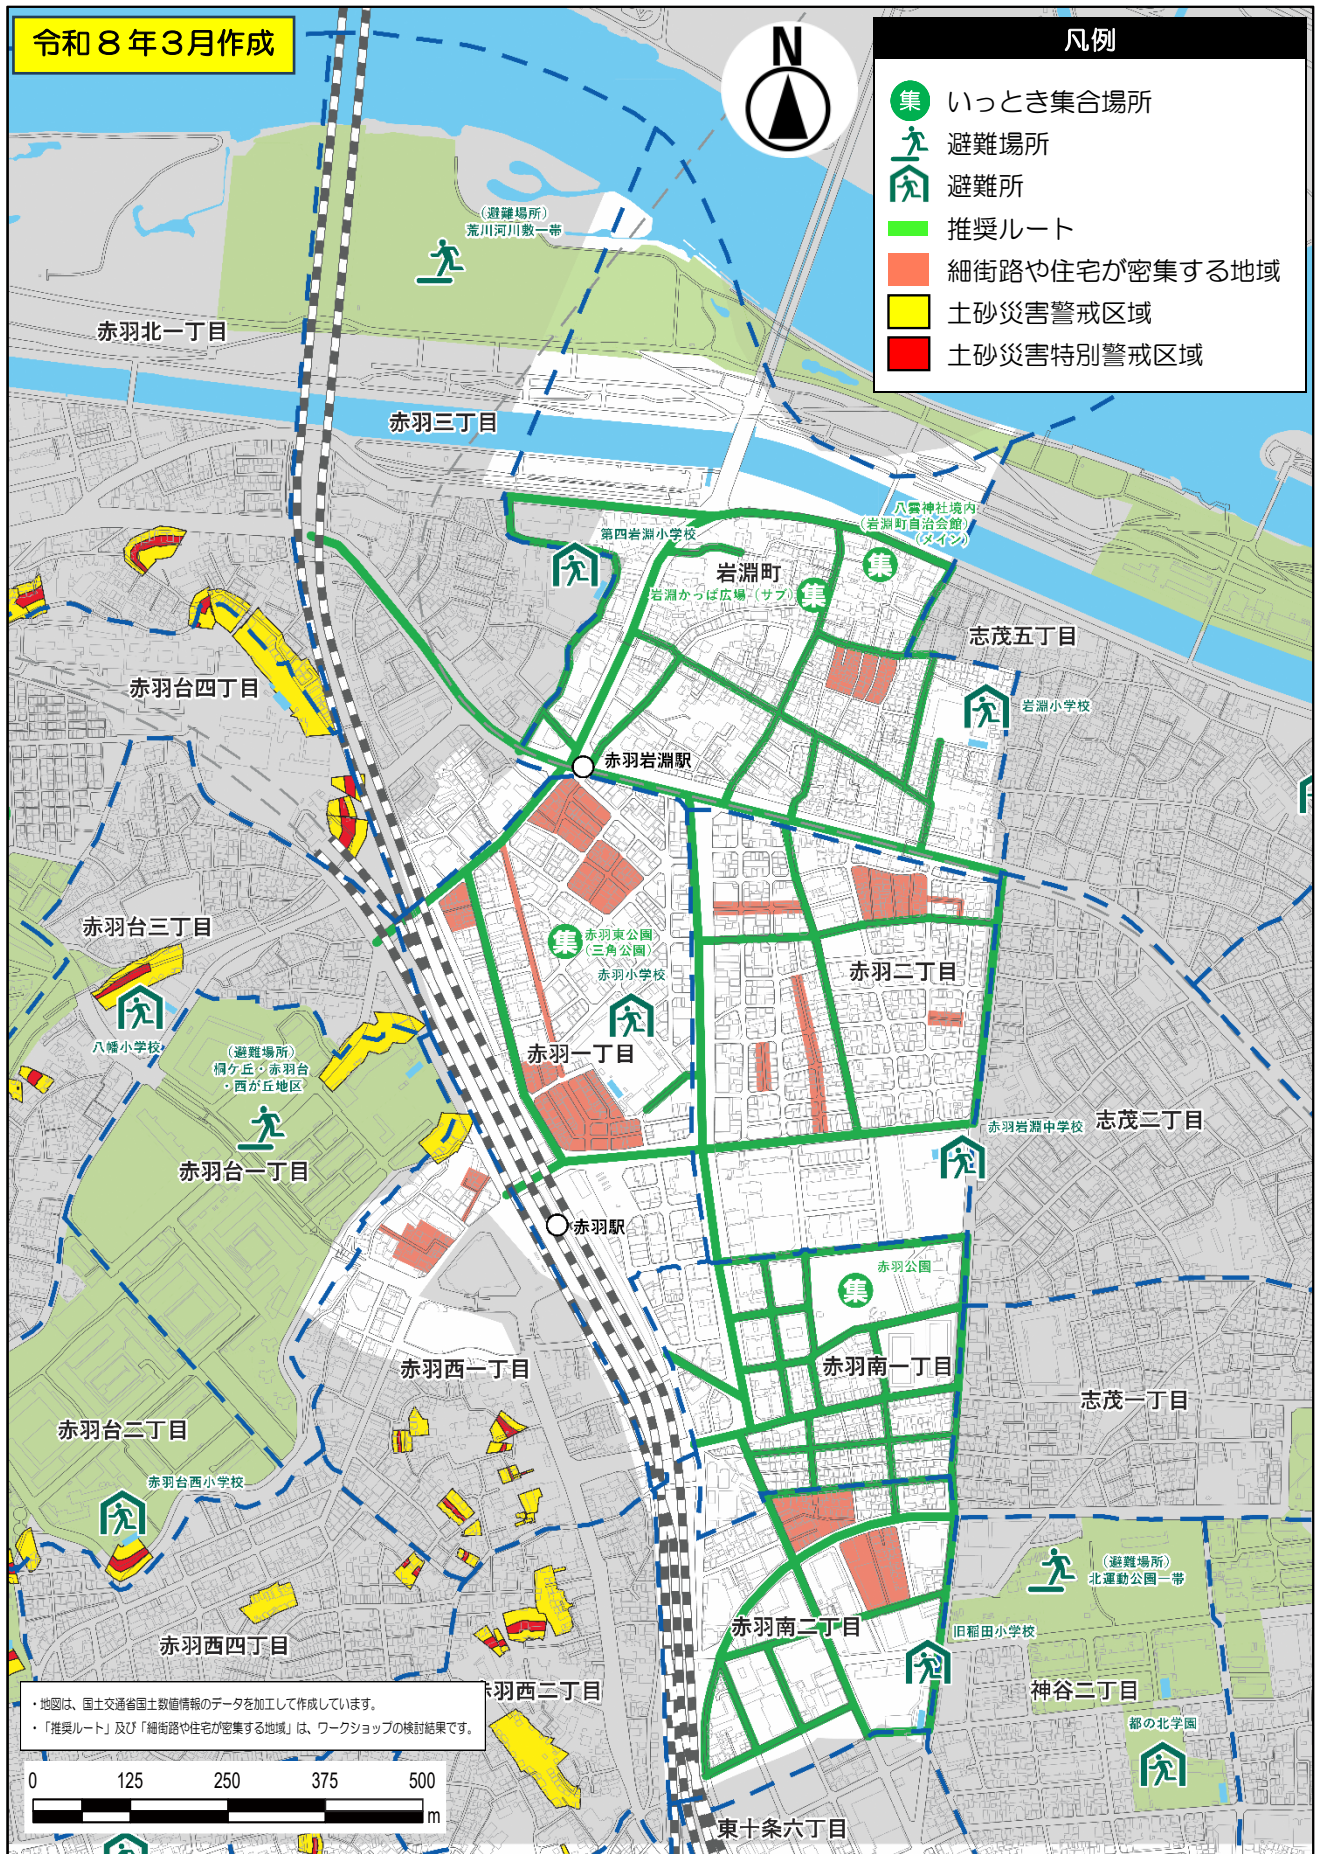 令和８年３月作成
N
凡例
集 いっとき集合場所
避難場所
避難所
推奨ルート
細街路や住宅が密集する地域
土砂災害警戒区域
土砂災害特別警戒区域
（避難場所）
荒川河川敷一帯
赤羽北一丁目
赤羽三丁目
八雲神社境内
（岩淵町自治会館）
（メイン）
第四岩淵小学校
集
岩淵町
岩淵かっぱ広場（サブ）
集
志茂五丁目
赤羽台四丁目
岩淵小学校
赤羽岩淵駅
赤羽台三丁目
集
赤羽東公園
（三角公園）
赤羽小学校
赤羽二丁目
八幡小学校
（避難場所）
桐ケ丘・赤羽台
・西が丘地区
赤羽一丁目
赤羽岩淵中学校
志茂二丁目
赤羽台一丁目
赤羽駅
赤羽公園
集
赤羽西一丁目
赤羽南一丁目
志茂一丁目
赤羽台二丁目
赤羽台西小学校
（避難場所）
北運動公園一帯
赤羽南二丁目
旧稲田小学校
赤羽西四丁目
羽西二丁目
神谷二丁目
都の北学園
・地図は、国土交通省国土数値情報のデータを加工して作成しています。
・「推奨ルート」及び「細街路や住宅が密集する地域」は、ワークショップの検討結果です。
0 125 250 375 500
m
東十条六丁目